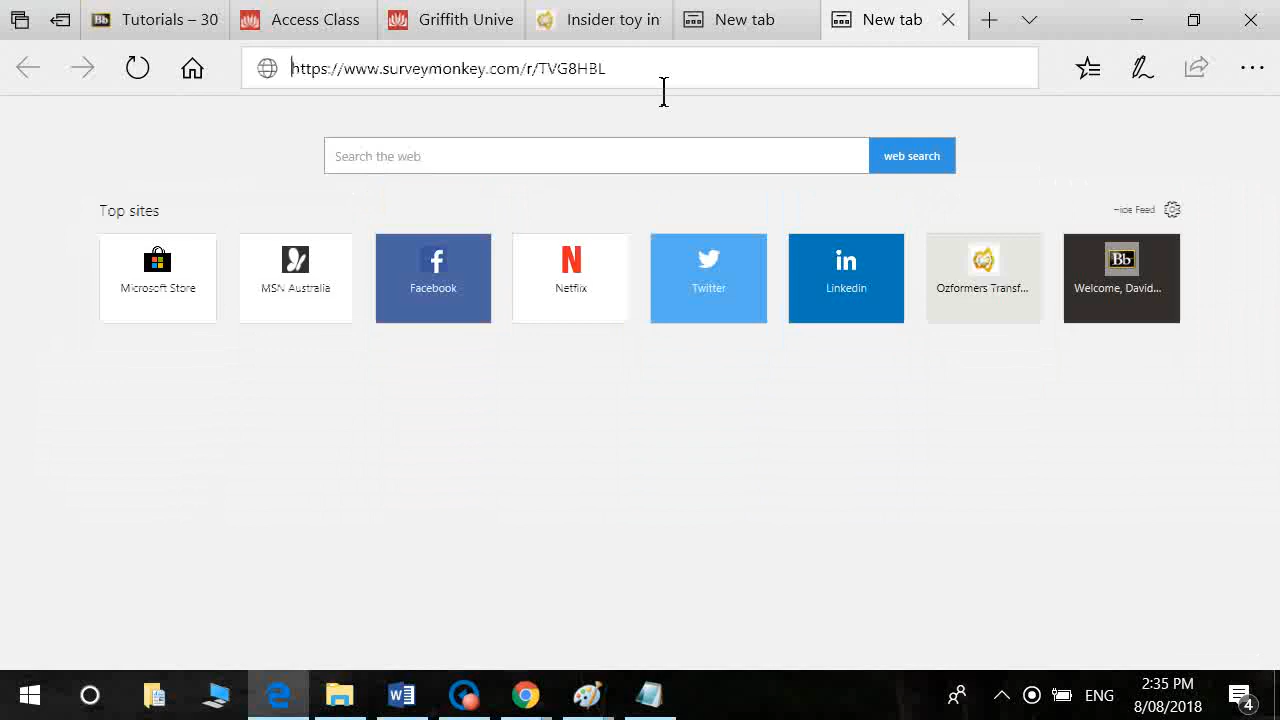 Bb Tutorials – 30
Access Class
Griffith Unive
Insider toy in
New tab
New tab
https://www.surveymonkey.com/r/TVG8HBL
Search the web
web search
Top sites
Microsoft Store
MSN Australia
Facebook
Netflix
Twitter
Linkedin
Ozformers Transf...
Bb
Welcome, David...
ENG
2:35 PM
8/08/2018
4